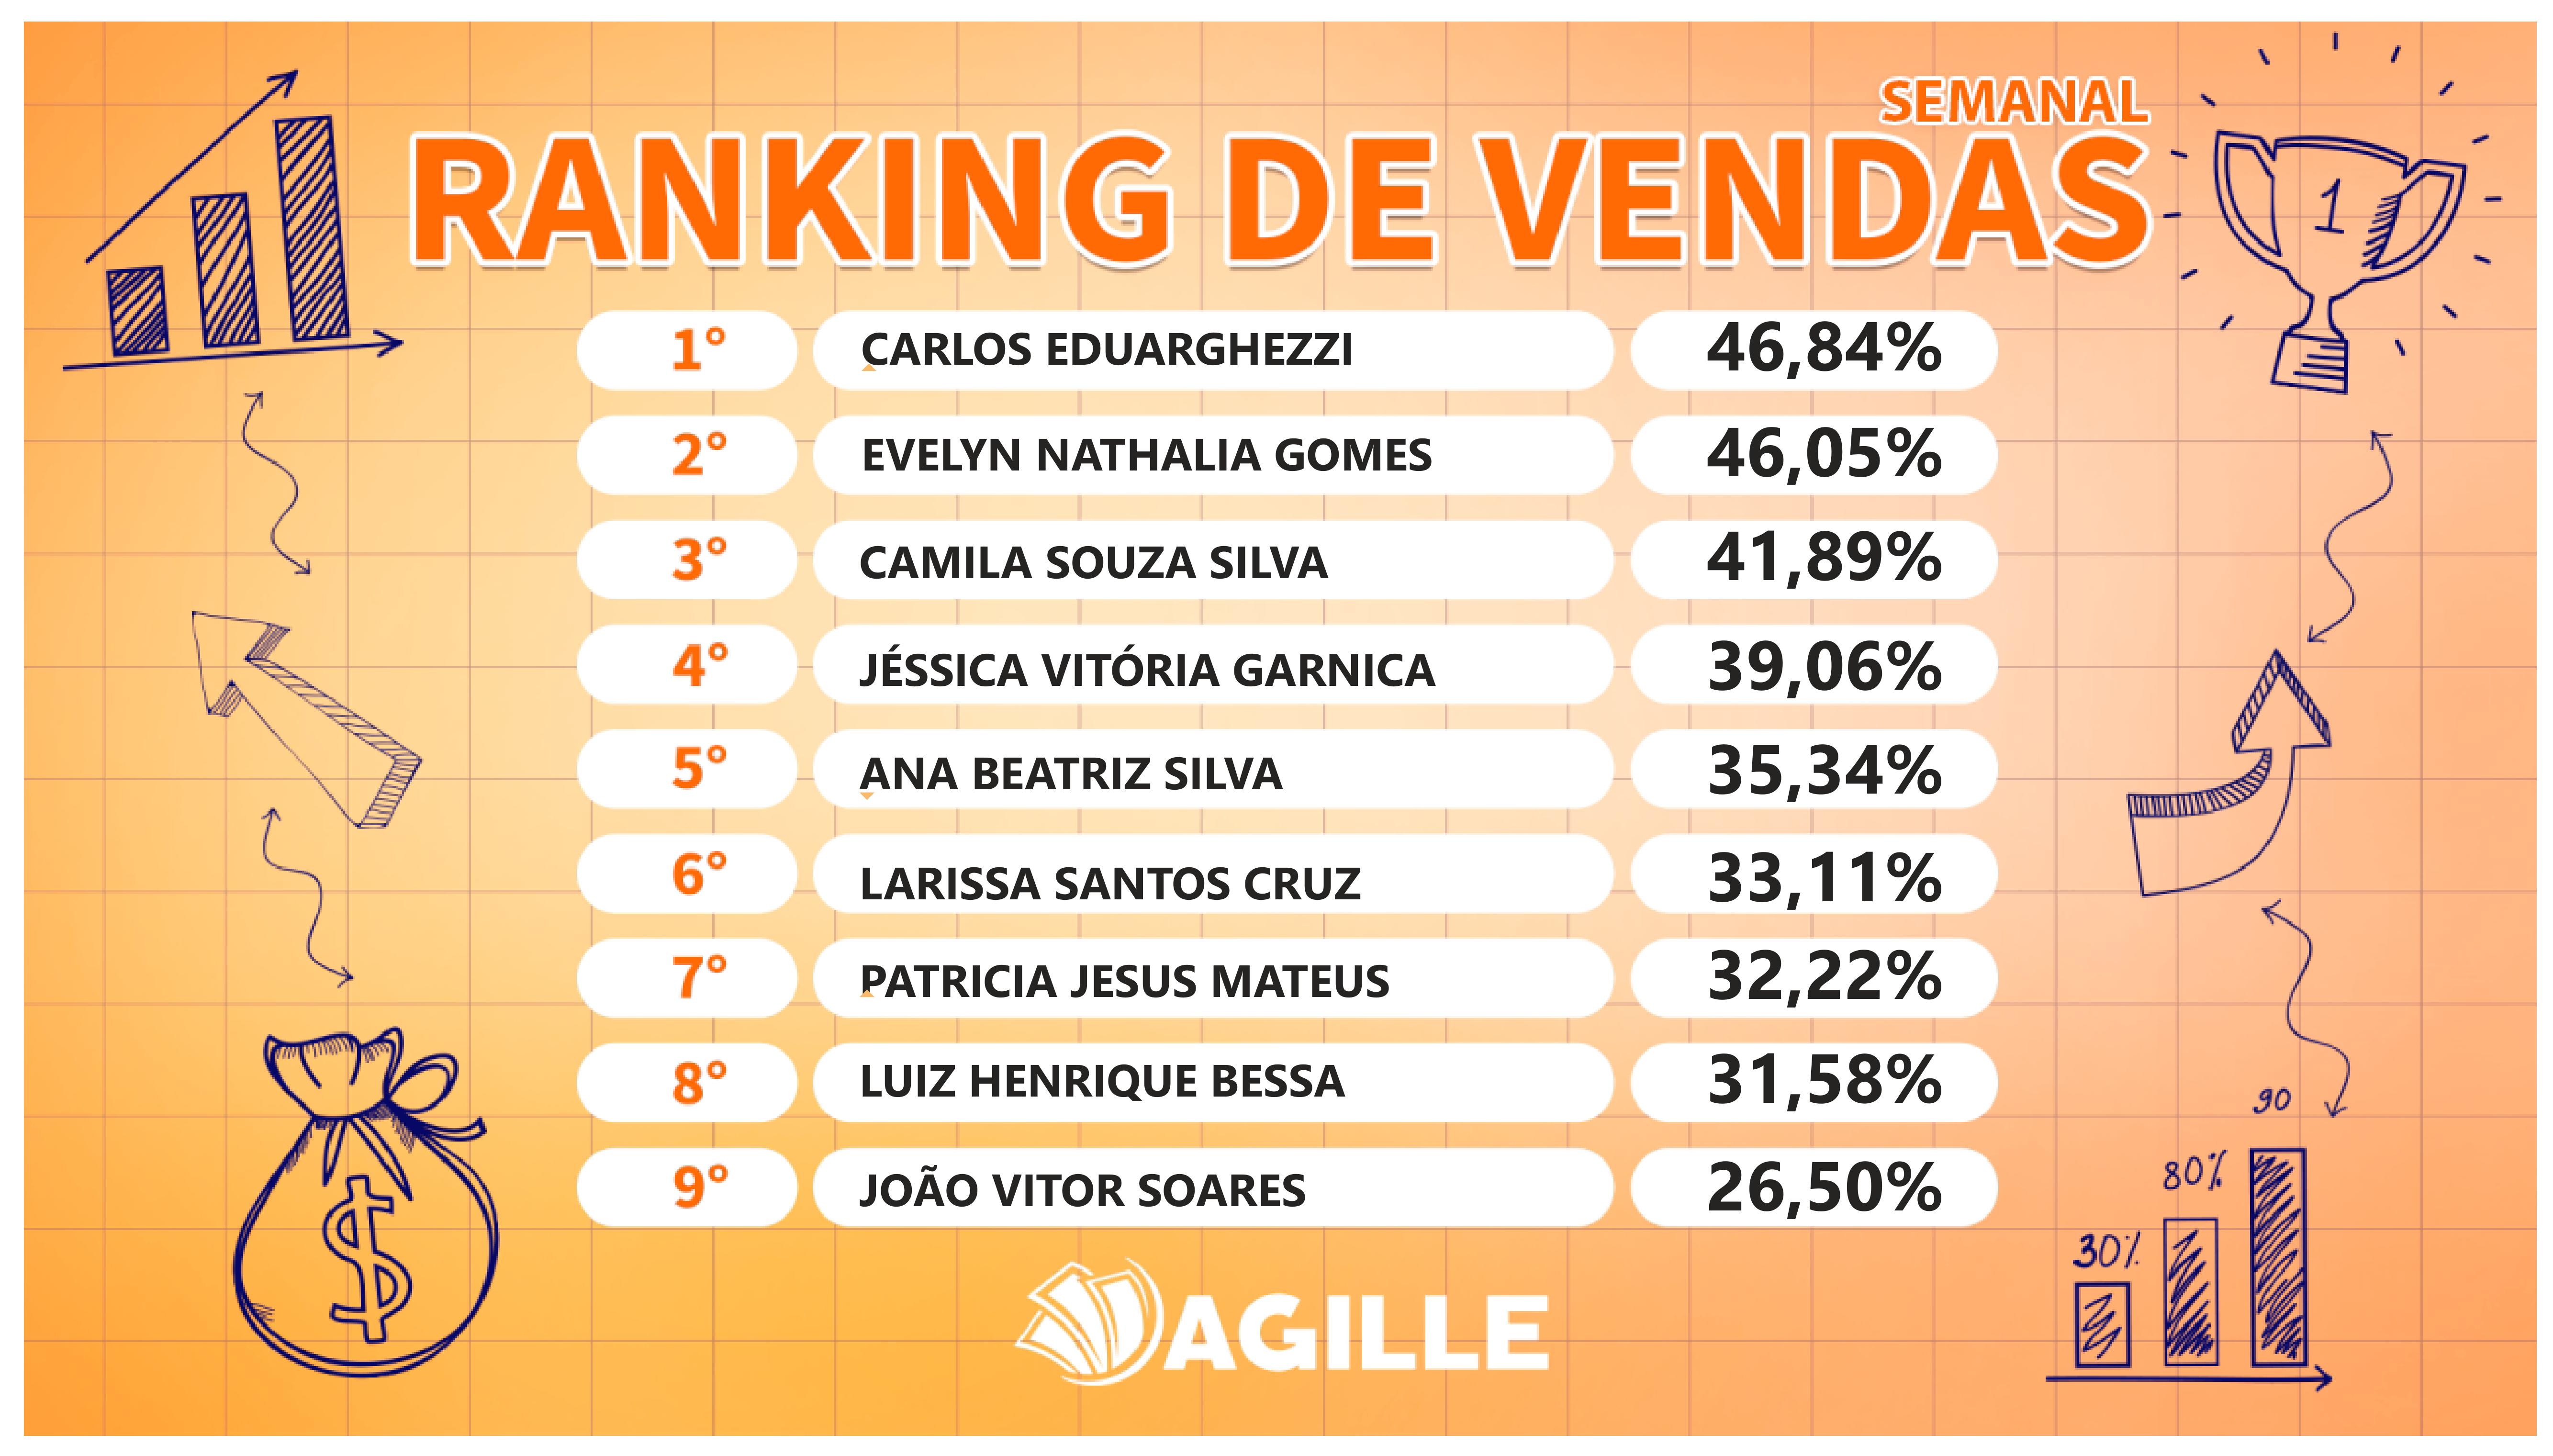 SEMANAL
RANKING DE VENDAS
1
1° CARLOS EDUARGHEZZI 46,84%
2° EVELYN NATHALIA GOMES 46,05%
3° CAMILA SOUZA SILVA 41,89%
4° JÉSSICA VITÓRIA GARNICA 39,06%
5° ANA BEATRIZ SILVA 35,34%
6° LARISSA SANTOS CRUZ 33,11%
7° PATRICIA JESUS MATEUS 32,22%
8° LUIZ HENRIQUE BESSA 31,58%
9° JOÃO VITOR SOARES 26,50%
$
90
80%
30%
AGILLE